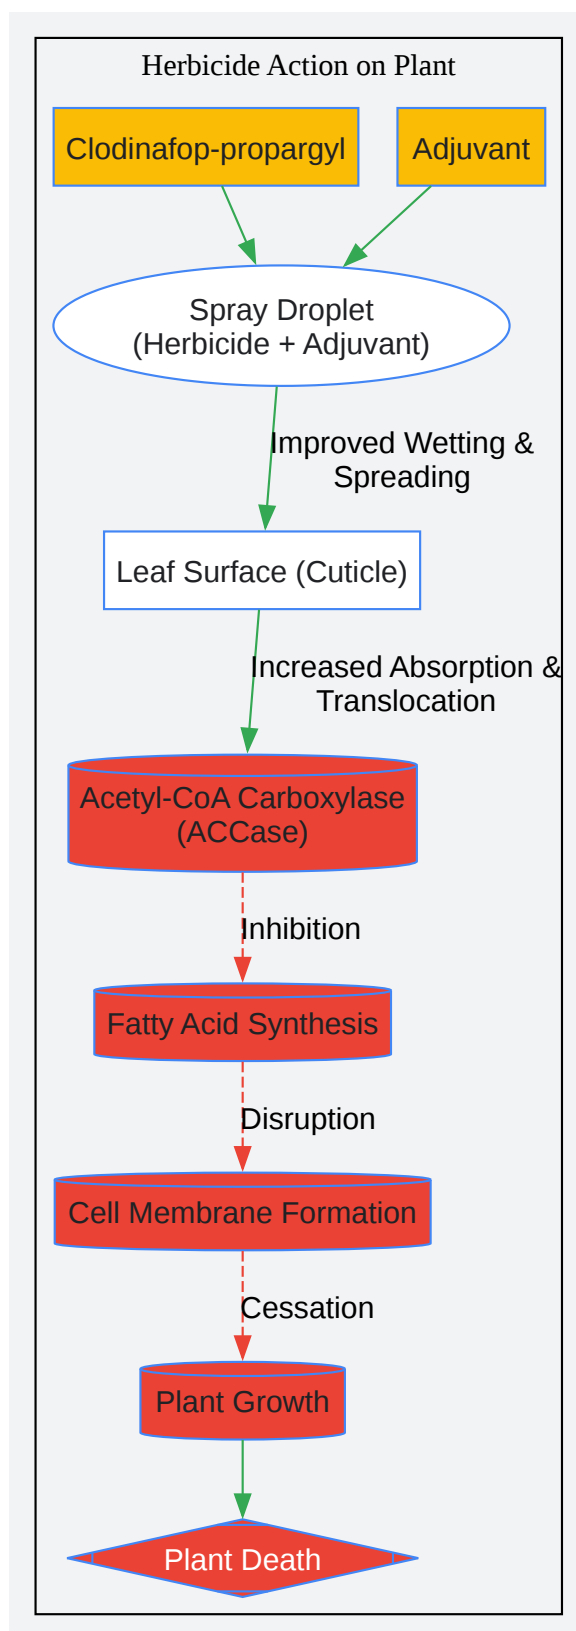 Herbicide Action on Plant
Clodinafop-propargyl
Adjuvant
Spray Droplet
(Herbicide + Adjuvant)
Improved Wetting &
Spreading
Leaf Surface (Cuticle)
Increased Absorption &
Translocation
Acetyl-CoA Carboxylase
(ACCase)
Inhibition
Fatty Acid Synthesis
Disruption
Cell Membrane Formation
Cessation
Plant Growth
Plant Death